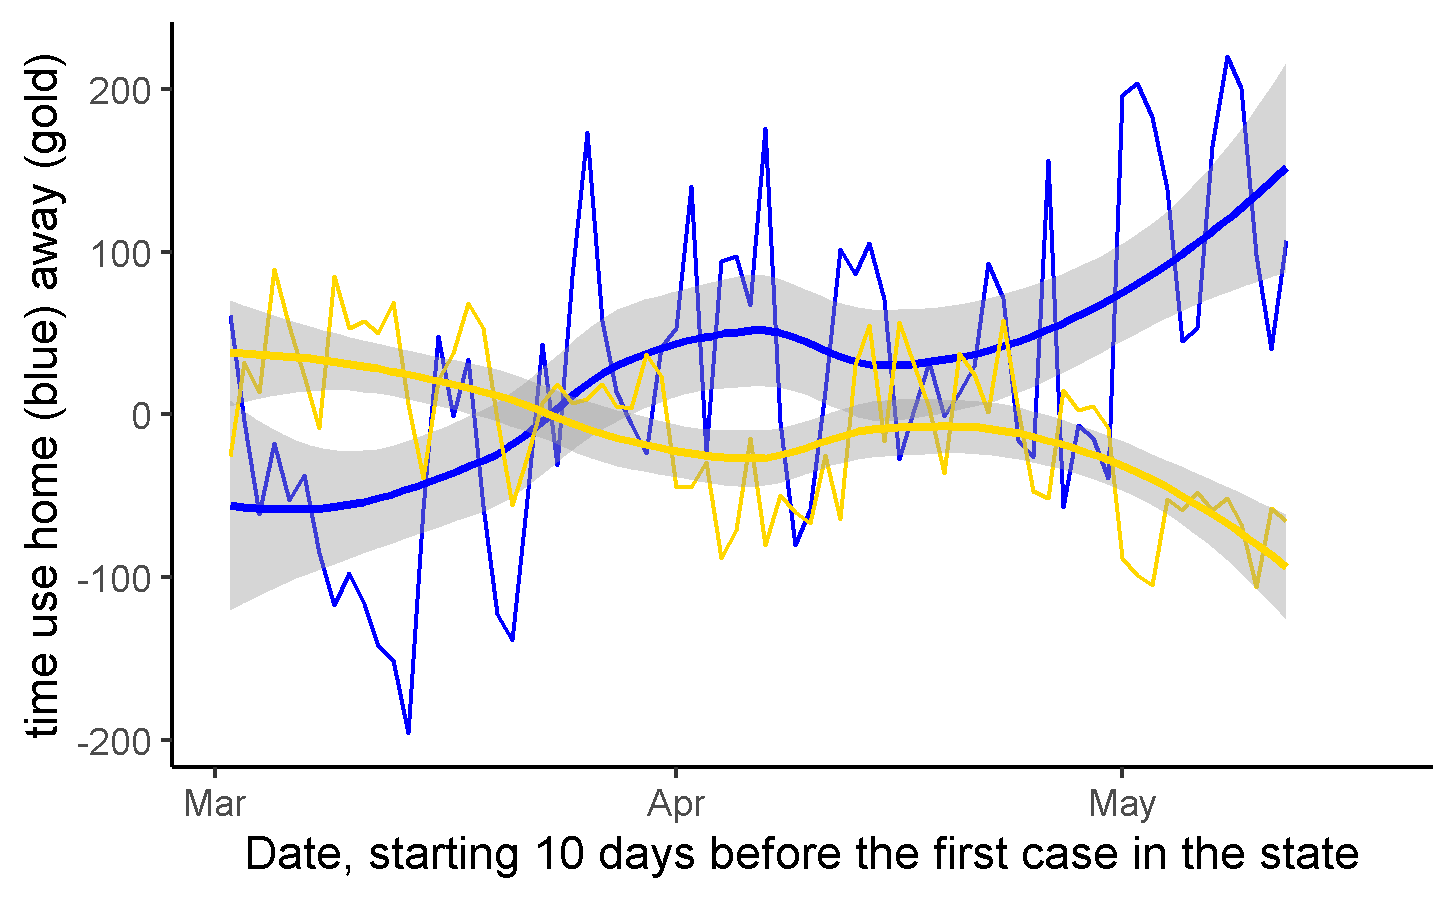 time use home (blue) away (gold)
200
100
0
-100
-200
Mar
Apr
May
Date, starting 10 days before the first case in the state